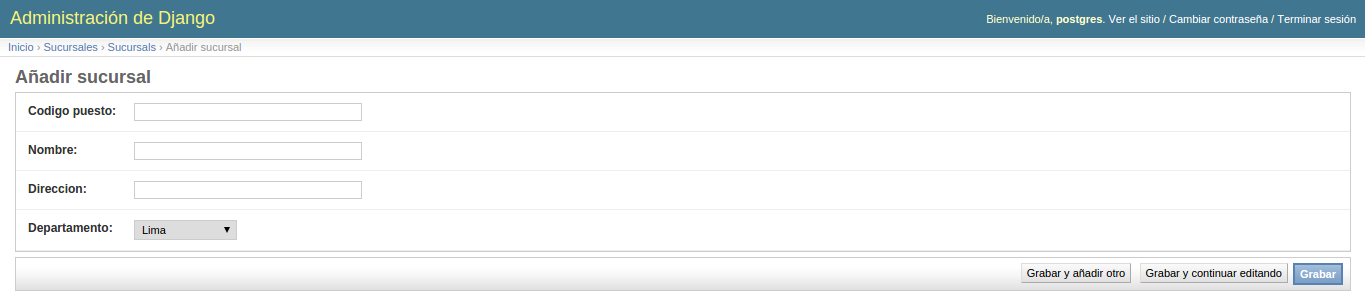 Administración de Django
Bienvenido/a, postgres. Ver el sitio / Cambiar contraseña / Terminar sesión
Inicio › Sucursales › Sucursals › Añadir sucursal
Añadir sucursal
Codigo puesto:
Nombre:
Direccion:
Departamento: Lima
Grabar y añadir otro Grabar y continuar editando Grabar